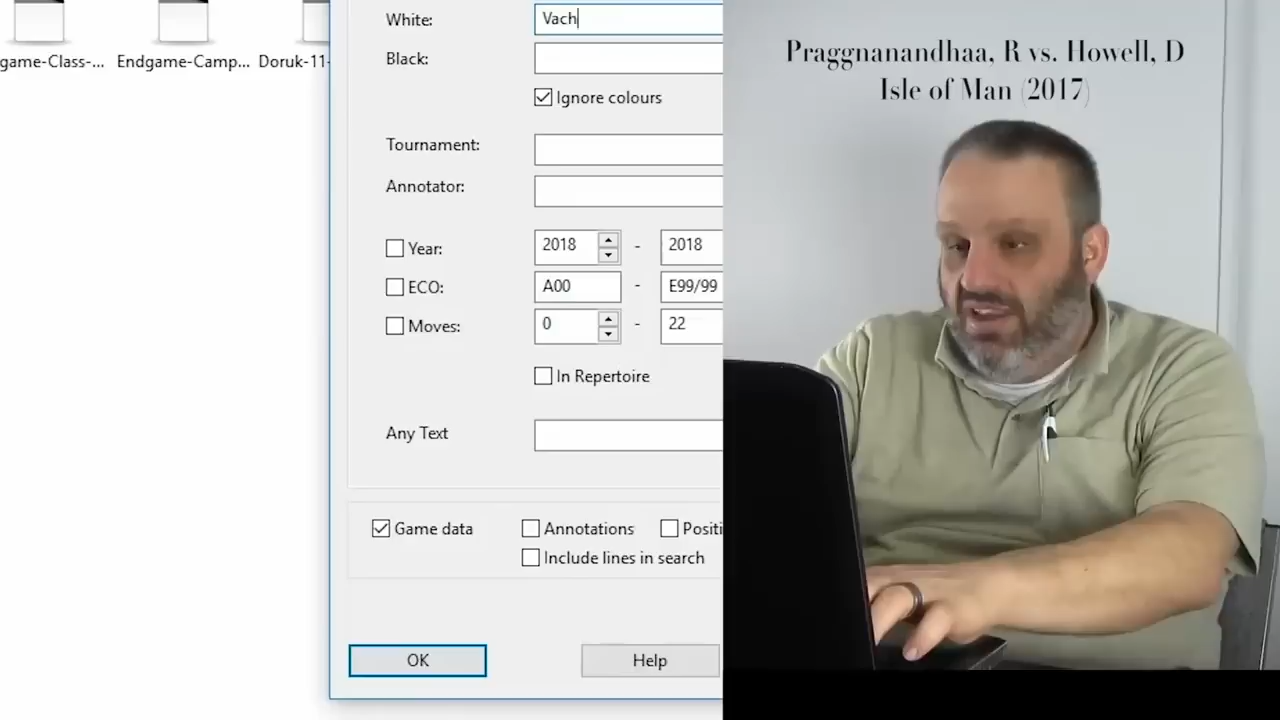 game-Class-...
Endgame-Camp...
Doruk-11-
White:
Vach
Black:
Ignore colours
Tournament:
Annotator:
Year:
2018
-
2018
ECO:
A00
-
E99/99
Moves:
0
-
22
In Repertoire
Any Text
Game data
Annotations
Positi
Include lines in search
OK
Help
Praggnanandhaa, R vs. Howell, D
Isle of Man (2017)